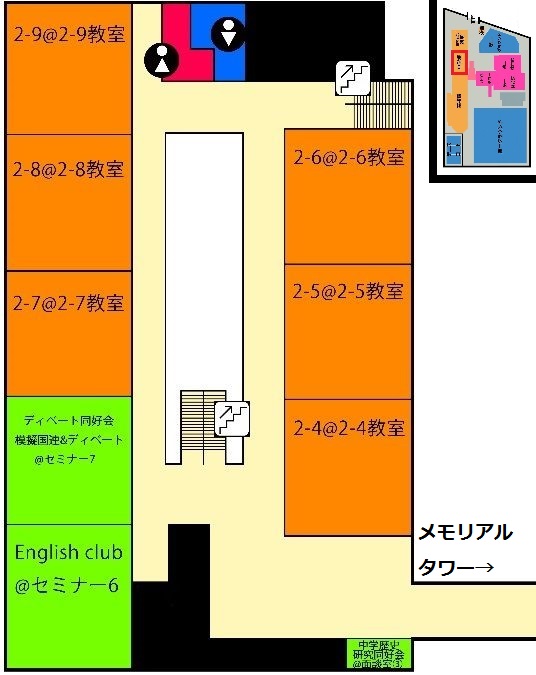 2-9@2-9教室
2-8@2-8教室
2-6@2-6教室
2-7@2-7教室
2-5@2-5教室
ディベート同好会
模擬国連&ディベート
@セミナー7
2-4@2-4教室
English club
@セミナー6
メモリアル
タワー→
中学歴史
研究同好会
@面談室①